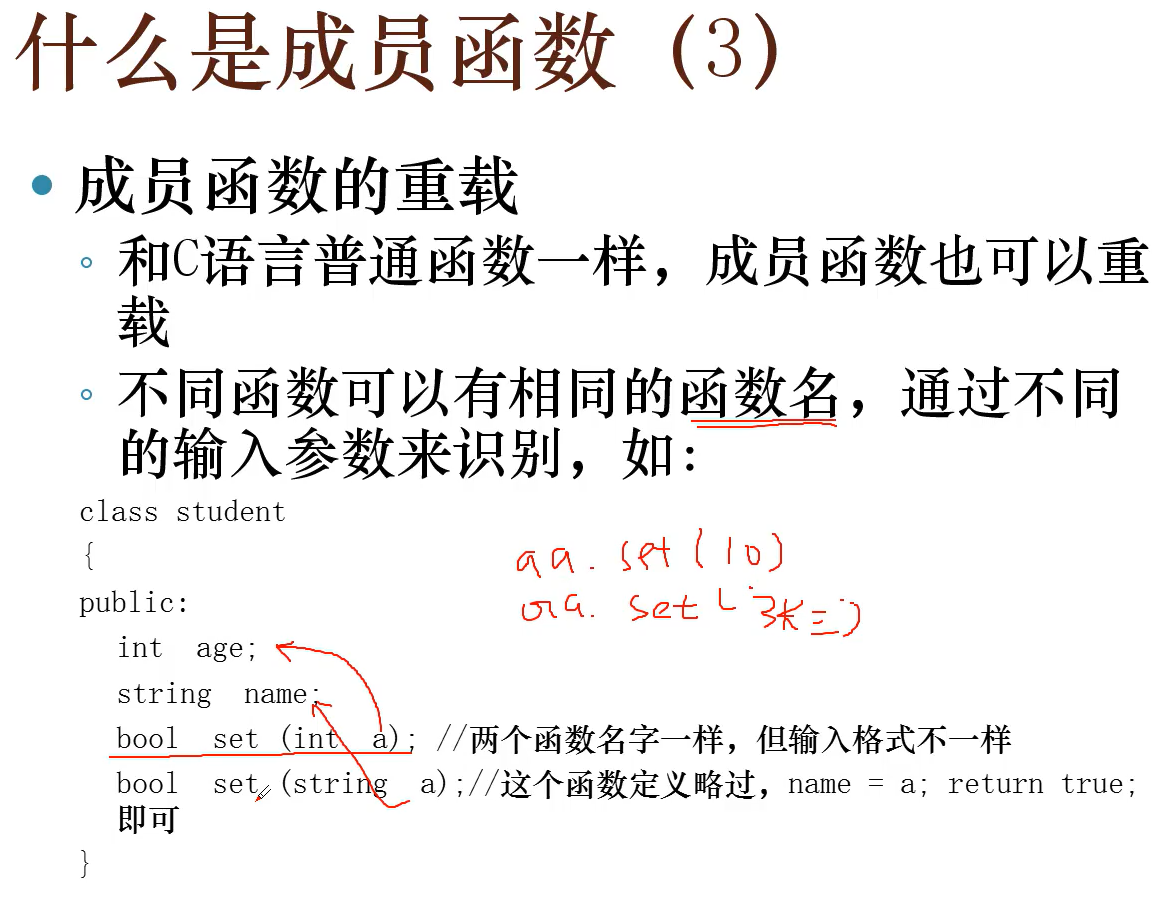 什么是成员函数（3）
成员函数的重载
和C语言普通函数一样，成员函数也可以重
载
不同函数可以有相同的函数名，通过不同
的输入参数来识别，如：
class student
{
aa. set (10)
public:
aa. set ("张三")
int age;
string name;
bool set (int a); //两个函数名字一样，但输入格式不一样
bool set (string a);//这个函数定义略过，name = a; return true;
即可
}